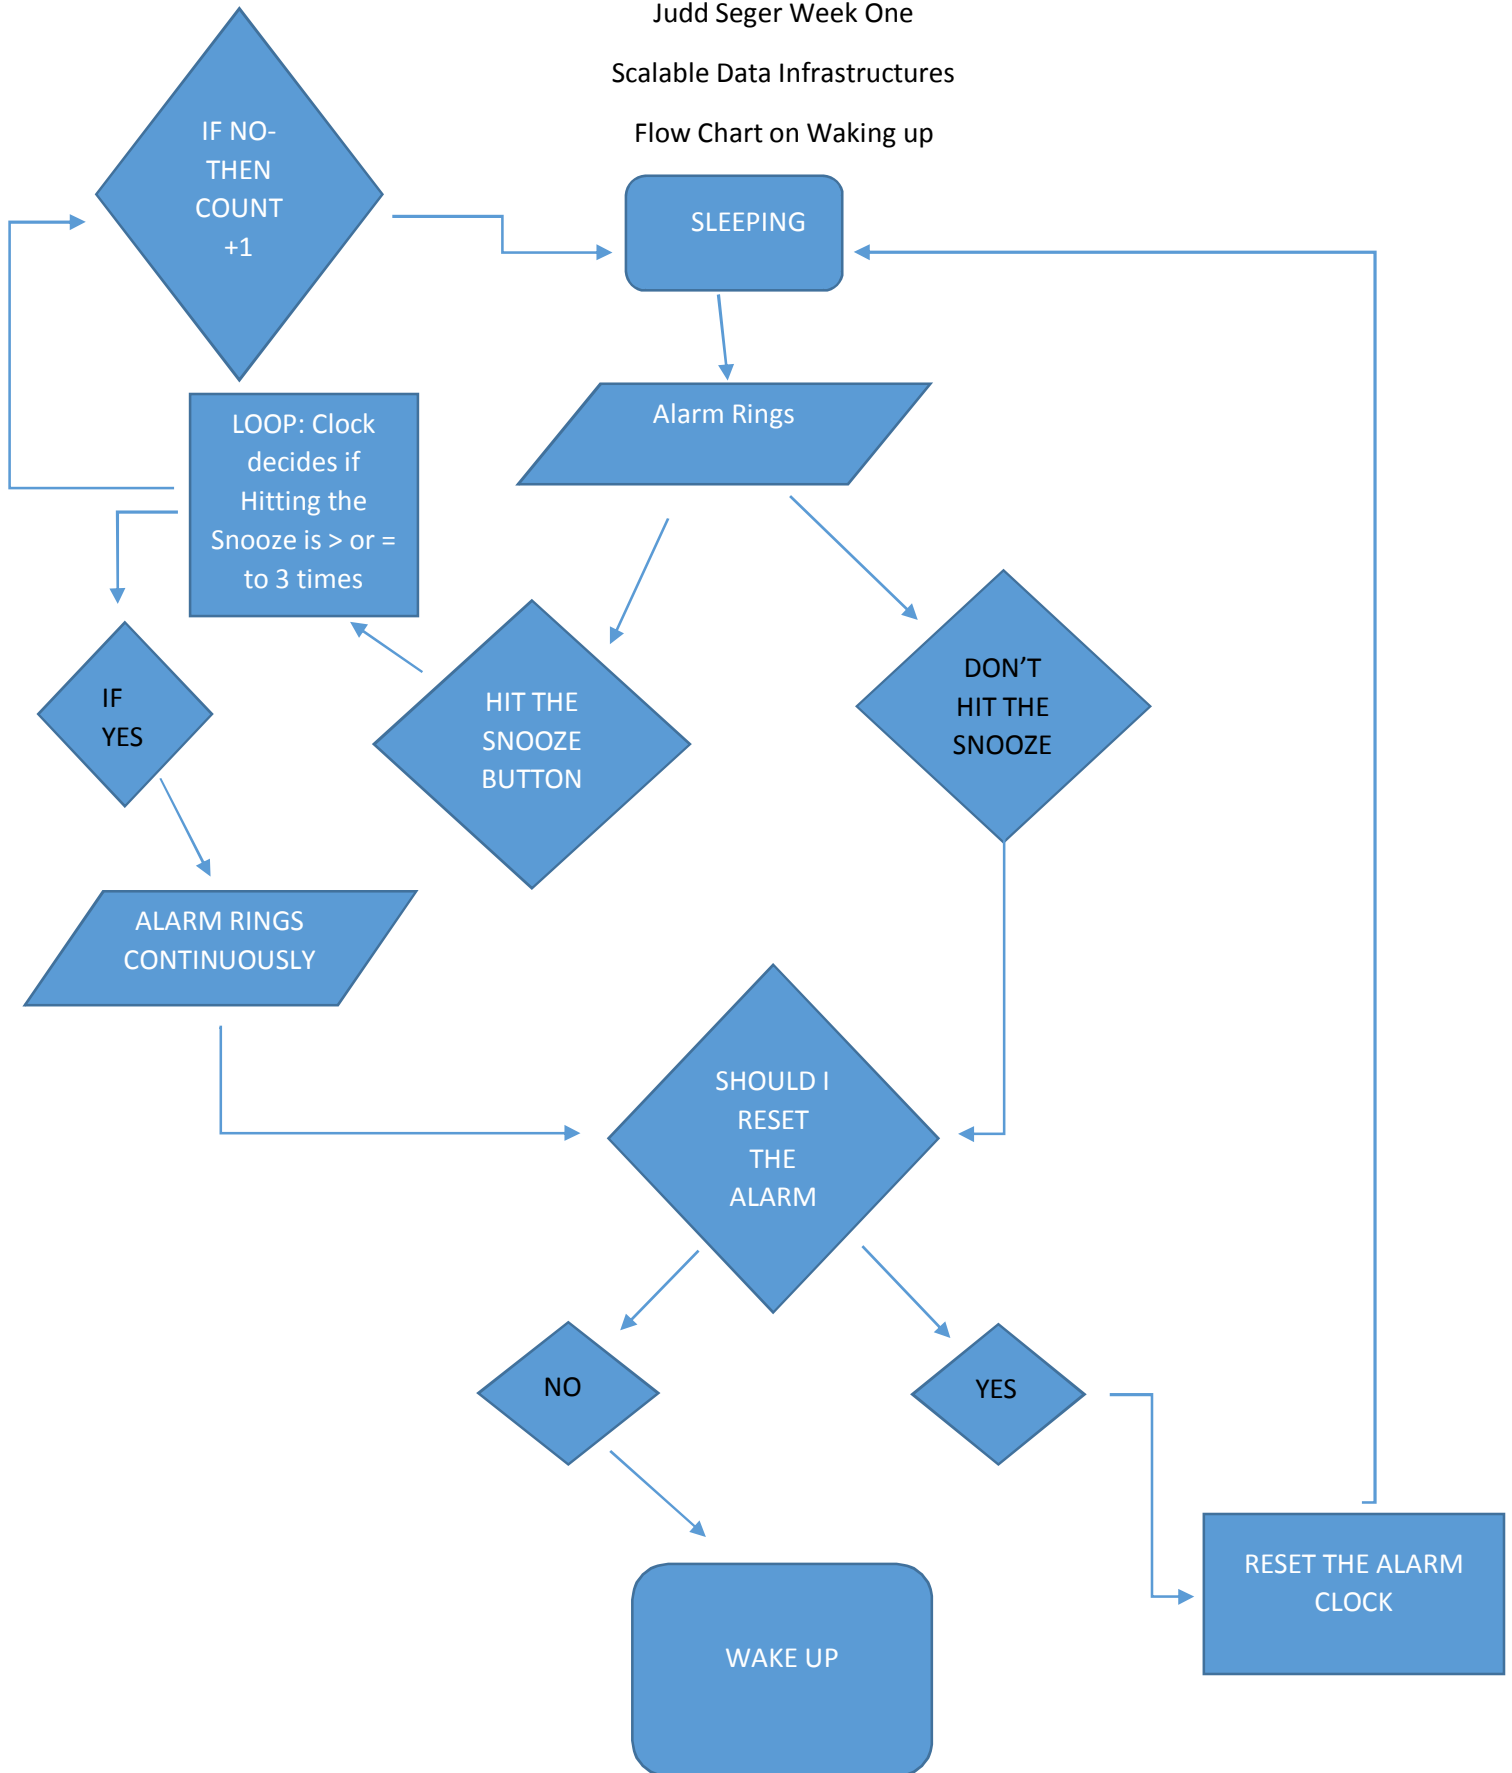 Judd Seger Week One
Scalable Data Infrastructures
Flow Chart on Waking up
IF NO-
THEN
COUNT
+1
SLEEPING
Alarm Rings
LOOP: Clock
decides if
Hitting the
Snooze is > or =
to 3 times
IF
YES
HIT THE
SNOOZE
BUTTON
DON’T
HIT THE
SNOOZE
ALARM RINGS
CONTINUOUSLY
SHOULD I
RESET
THE
ALARM
NO
YES
RESET THE ALARM
CLOCK
WAKE UP